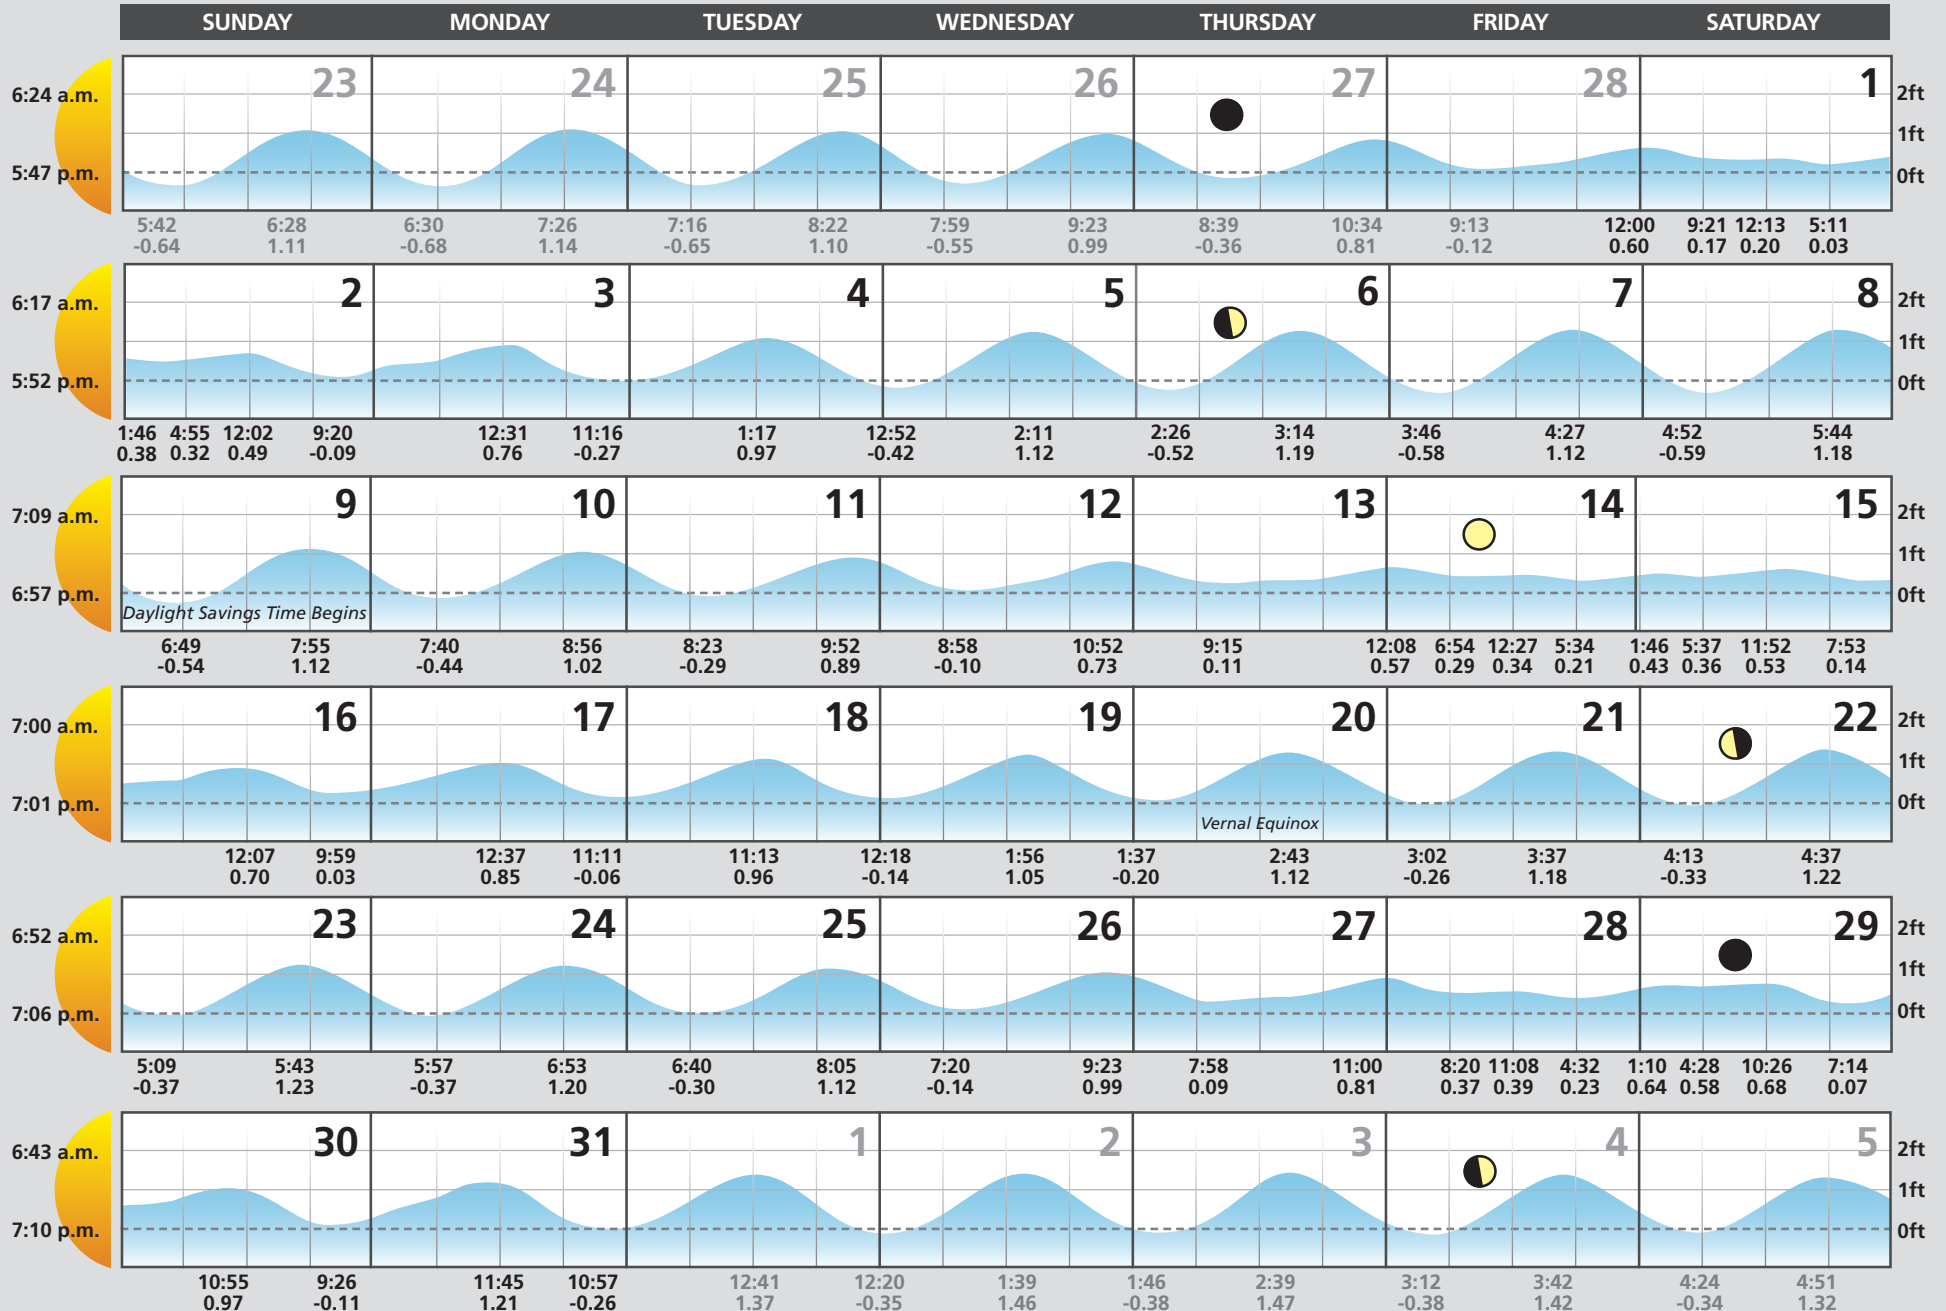 SUNDAY MONDAY TUESDAY WEDNESDAY THURSDAY FRIDAY SATURDAY
23 24 25 26 27 28 1
6:24 a.m. 2ft
1ft
5:47 p.m. 0ft
5:42 6:28 6:30 7:26 7:16 8:22 7:59 9:23 8:39 10:34 9:13 12:00 9:21 12:13 5:11
-0.64 1.11 -0.68 1.14 -0.65 1.10 -0.55 0.99 -0.36 0.81 -0.12 0.60 0.17 0.20 0.03
2 3 4 5 6 7 8
6:17 a.m. 2ft
1ft
5:52 p.m. 0ft
1:46 4:55 12:02 9:20 12:31 11:16 1:17 12:52 2:11 2:26 3:14 3:46 4:27 4:52 5:44
0.38 0.32 0.49 -0.09 0.76 -0.27 0.97 -0.42 1.12 -0.52 1.19 -0.58 1.12 -0.59 1.18
9 10 11 12 13 14 15
7:09 a.m. 2ft
1ft
6:57 p.m. 0ft
Daylight Savings Time Begins
6:49 7:55 7:40 8:56 8:23 9:52 8:58 10:52 9:15 12:08 6:54 12:27 5:34 1:46 5:37 11:52 7:53
-0.54 1.12 -0.44 1.02 -0.29 0.89 -0.10 0.73 0.11 0.57 0.29 0.34 0.21 0.43 0.36 0.53 0.14
16 17 18 19 20 21 22
7:00 a.m. 2ft
1ft
7:01 p.m. 0ft
Vernal Equinox
12:07 9:59 12:37 11:11 11:13 12:18 1:56 1:37 2:43 3:02 3:37 4:13 4:37
0.70 0.03 0.85 -0.06 0.96 -0.14 1.05 -0.20 1.12 -0.26 1.18 -0.33 1.22
23 24 25 26 27 28 29
6:52 a.m. 2ft
1ft
7:06 p.m. 0ft
5:09 5:43 5:57 6:53 6:40 8:05 7:20 9:23 7:58 11:00 8:20 11:08 4:32 1:10 4:28 10:26 7:14
-0.37 1.23 -0.37 1.20 -0.30 1.12 -0.14 0.99 0.09 0.81 0.37 0.39 0.23 0.64 0.58 0.68 0.07
30 31 1 2 3 4 5
6:43 a.m. 2ft
1ft
7:10 p.m. 0ft
10:55 9:26 11:45 10:57 12:41 12:20 1:39 1:46 2:39 3:12 3:42 4:24 4:51
0.97 -0.11 1.21 -0.26 1.37 -0.35 1.46 -0.38 1.47 -0.38 1.42 -0.34 1.32